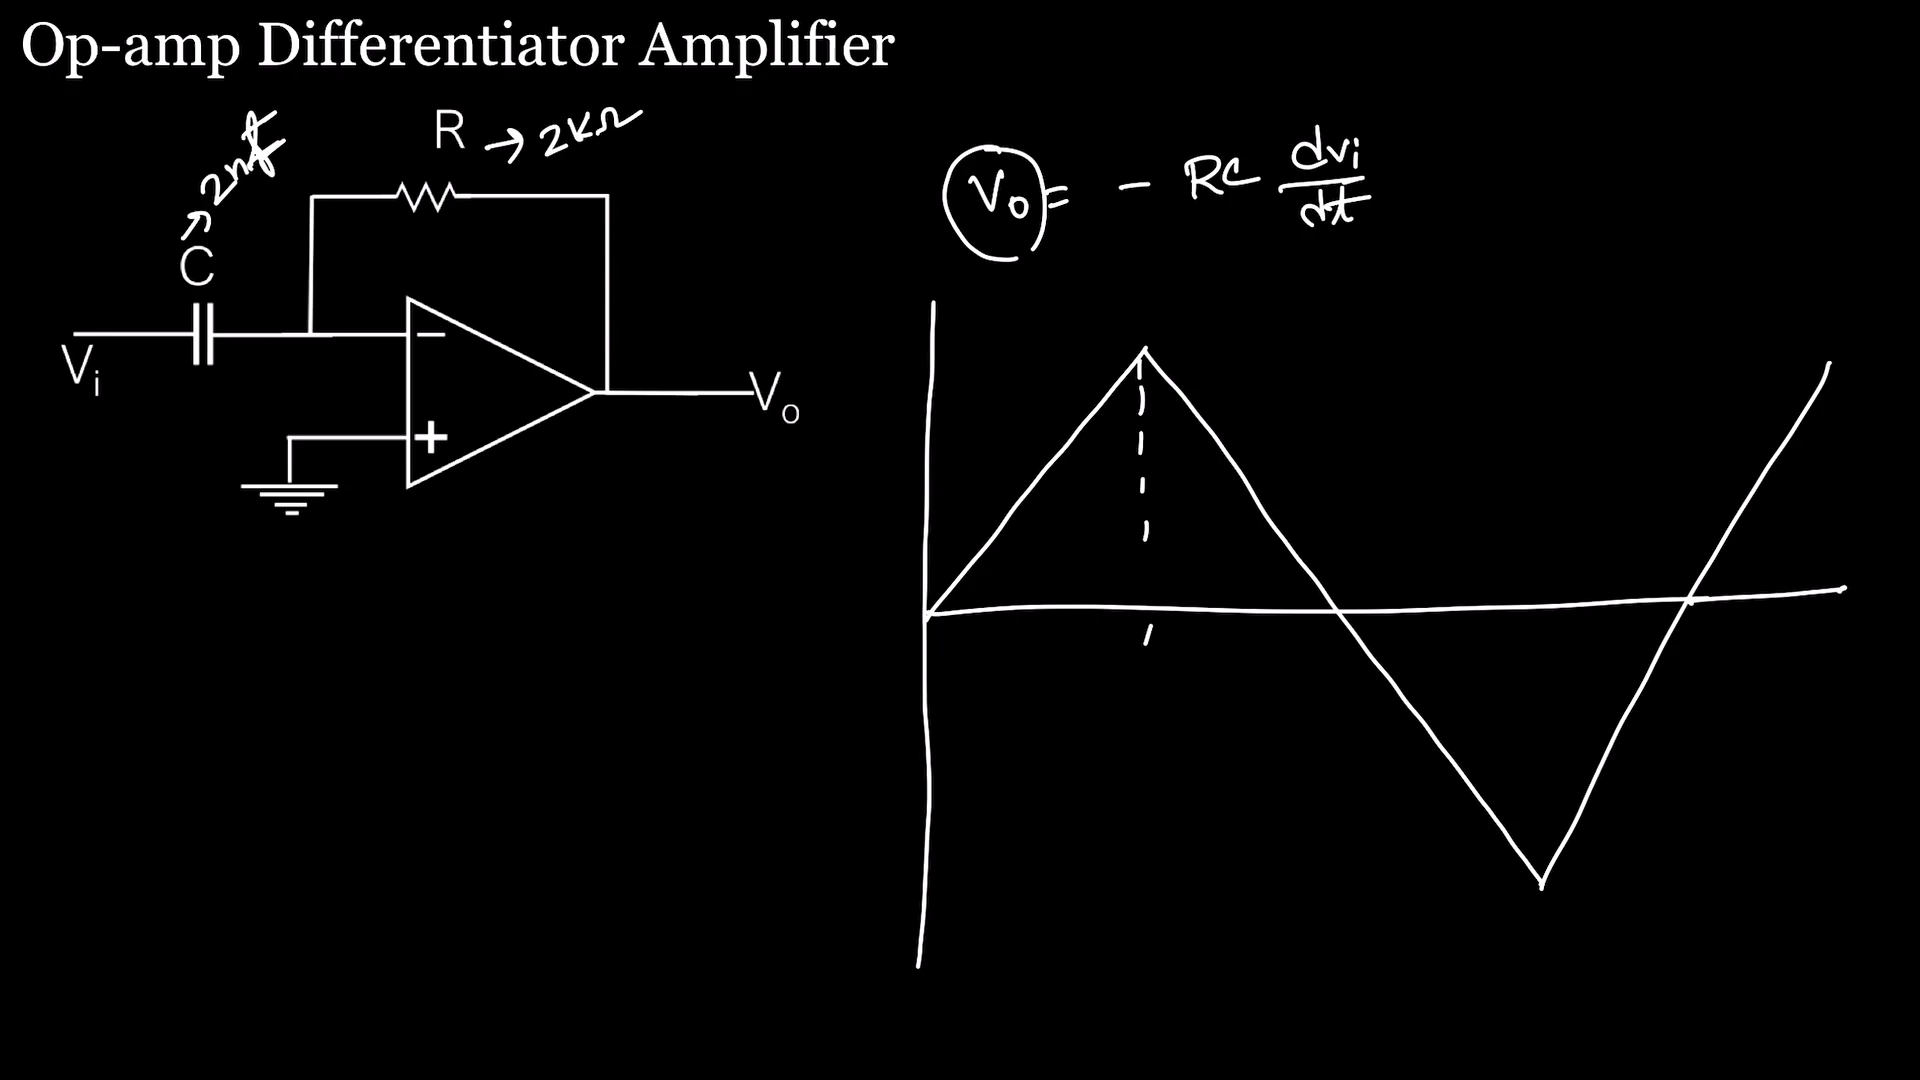 Op-amp Differentiator Amplifier
R → 2KΩ
→ 2nf
C
Vi
−
+
Vo
Vo = - RC dvi/dt